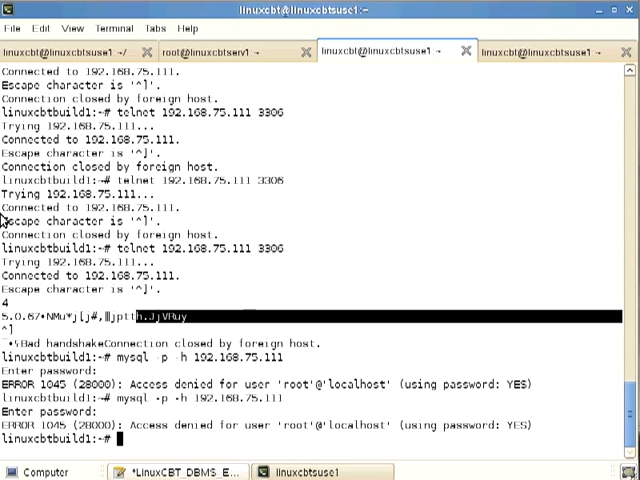 linuxcbt@linuxcbtsuse1:~
File Edit View Terminal Tabs Help
linuxcbt@linuxcbtsuse1 ~/ root@linuxcbtserv1 ~ linuxcbt@linuxcbtsuse1 ~ linuxcbt@linuxcbtsuse1 ~
Connected to 192.168.75.111.
Escape character is '^]'.
Connection closed by foreign host.
linuxcbtbuild1:~# telnet 192.168.75.111 3306
Trying 192.168.75.111...
Connected to 192.168.75.111.
Escape character is '^]'.
Connection closed by foreign host.
linuxcbtbuild1:~# telnet 192.168.75.111 3306
Trying 192.168.75.111...
Connected to 192.168.75.111.
Escape character is '^]'.
Connection closed by foreign host.
linuxcbtbuild1:~# telnet 192.168.75.111 3306
Trying 192.168.75.111...
Connected to 192.168.75.111.
Escape character is '^]'.
4
^]
Bad handshakeConnection closed by foreign host.
linuxcbtbuild1:~# mysql -p -h 192.168.75.111
Enter password:
ERROR 1045 (28000): Access denied for user 'root'@'localhost' (using password: YES)
linuxcbtbuild1:~# mysql -p -h 192.168.75.111
Enter password:
ERROR 1045 (28000): Access denied for user 'root'@'localhost' (using password: YES)
linuxcbtbuild1:~#
Computer *LinuxCBT_DBMS_E... linuxcbtsuse1